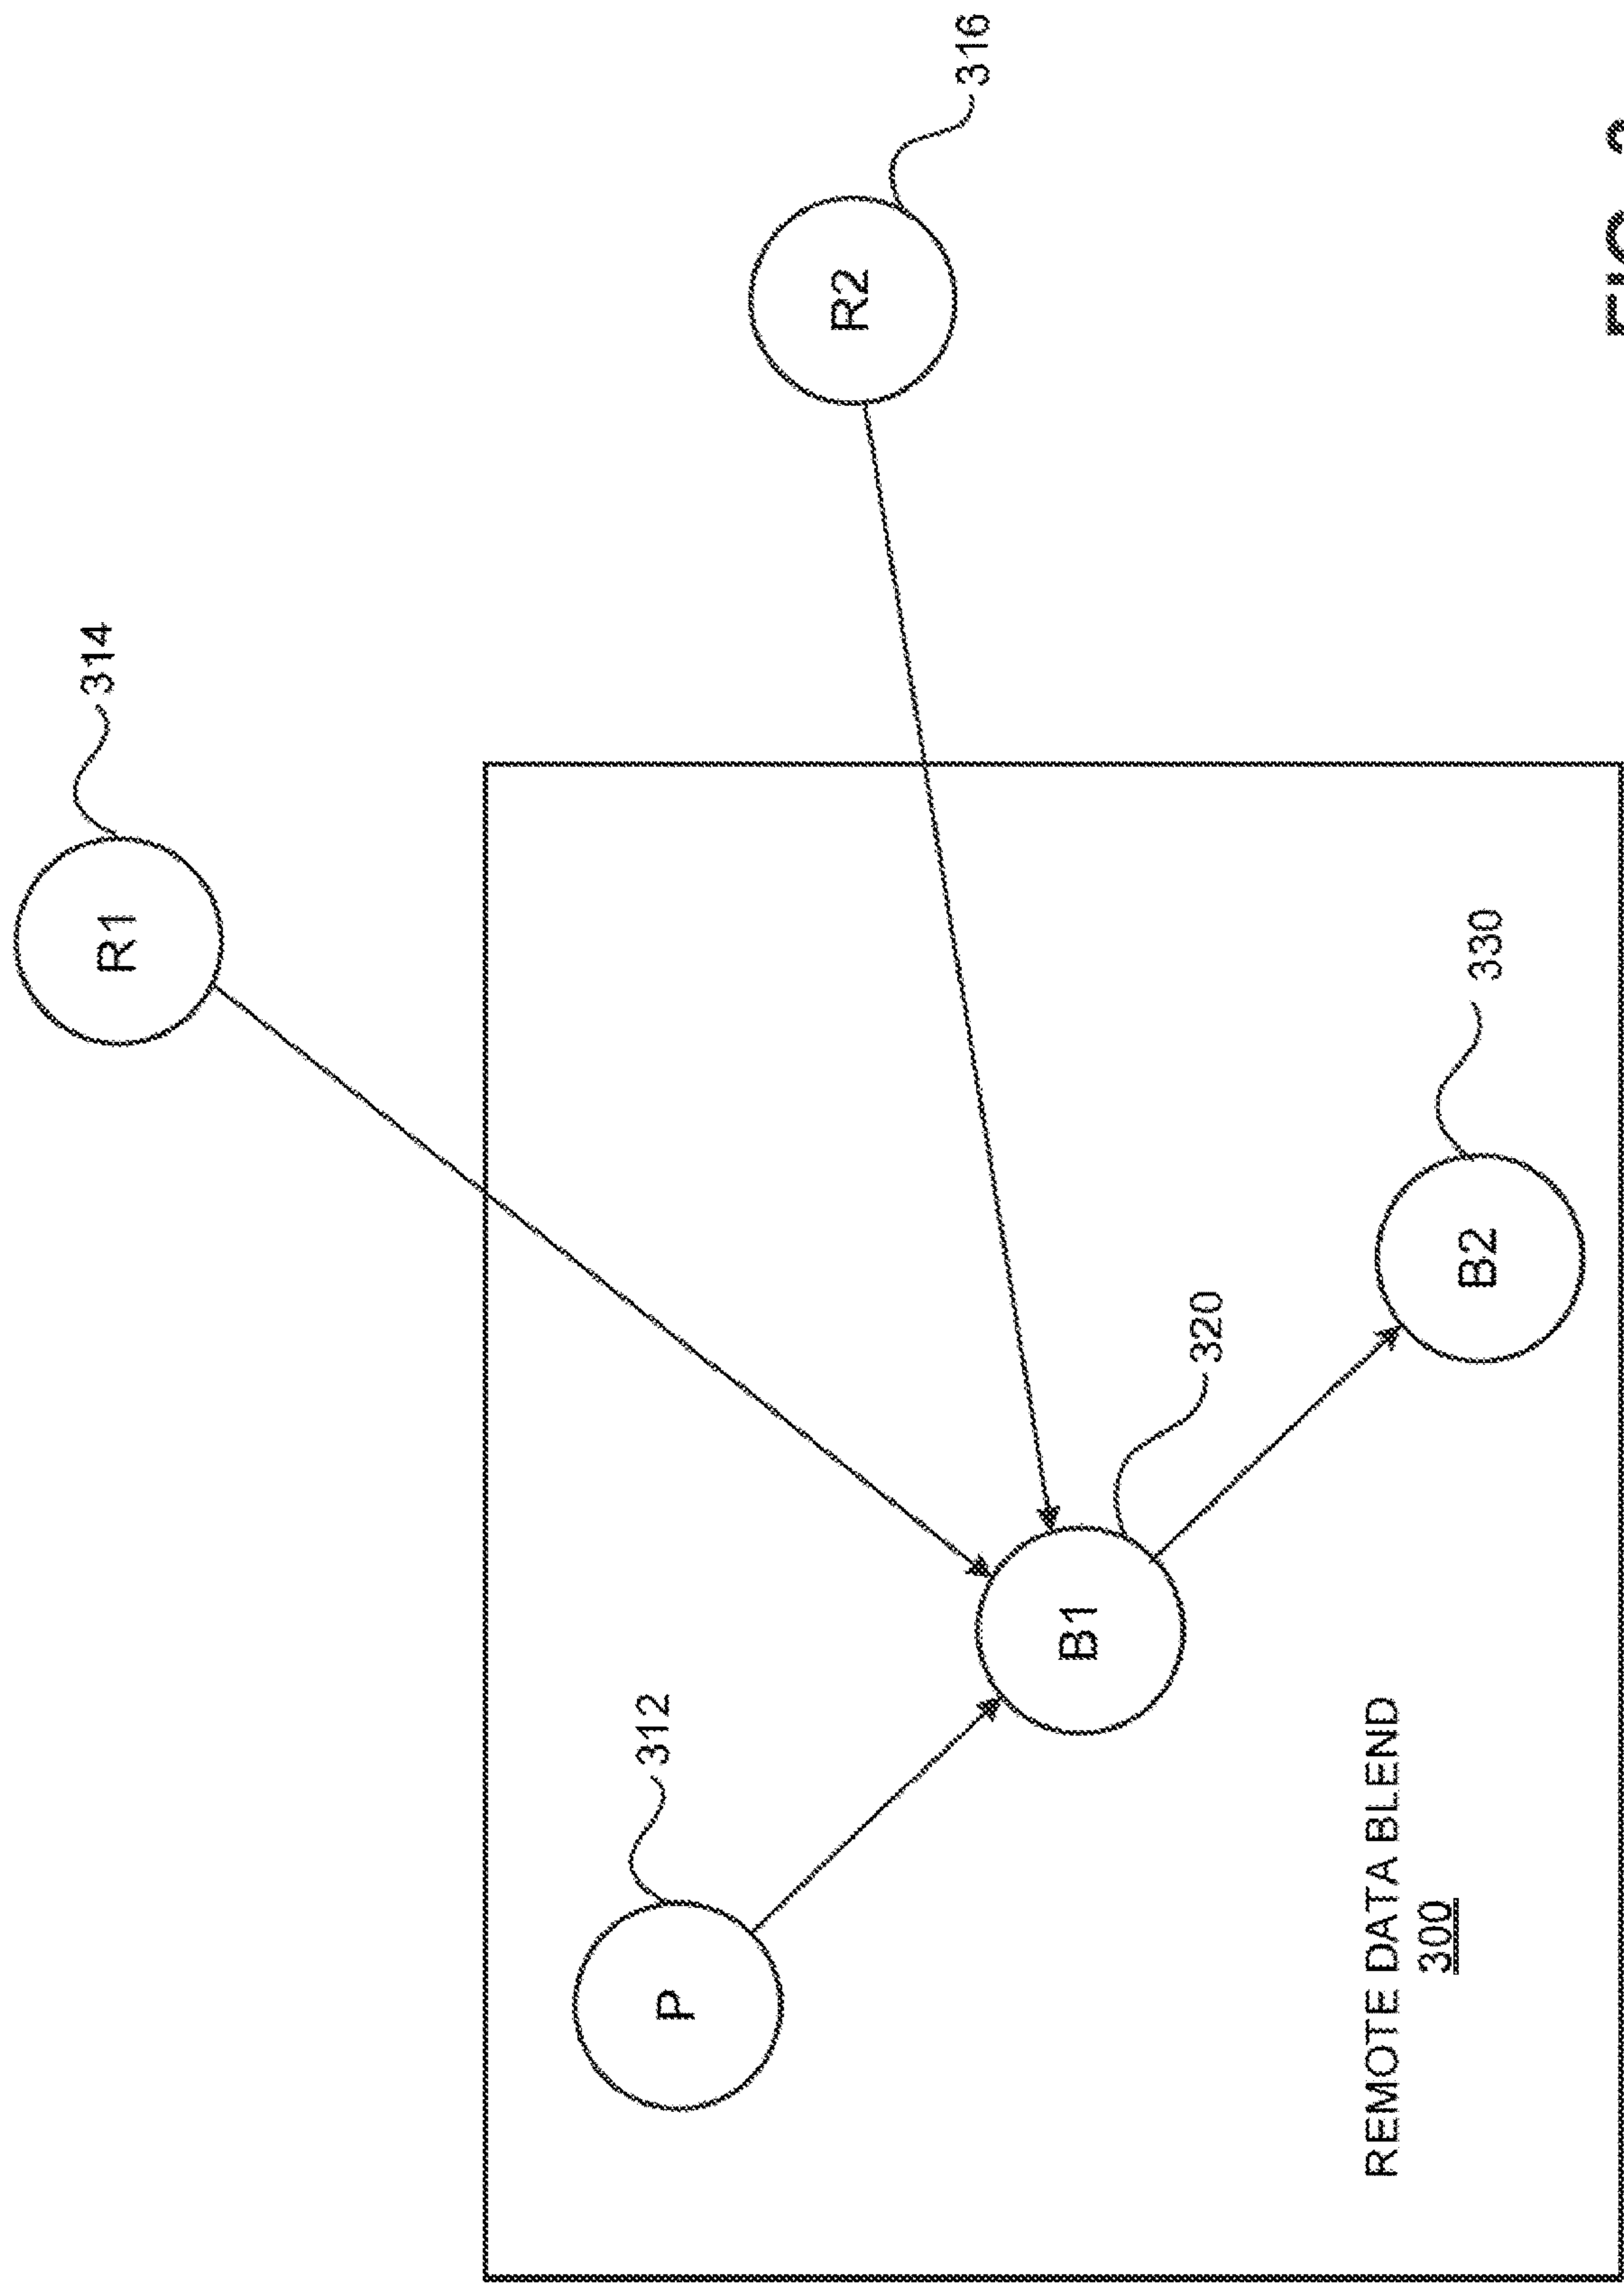 314
R1
312
P
R2
316
B1
320
REMOTE DATA BLEND
300
B2
330